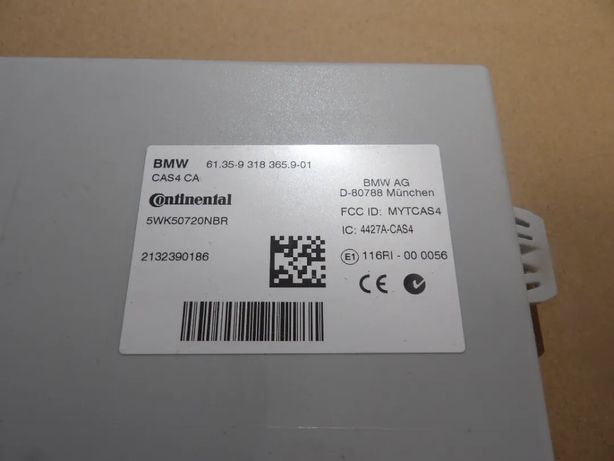 BMW 61.35-9 318 365.9-01
CAS4 CA
Continental
5WK50720NBR
2132390186
BMW AG
D-80788 München
FCC ID: MYTCAS4
IC: 4427A-CAS4
E1 116RI - 00 0056
CE N